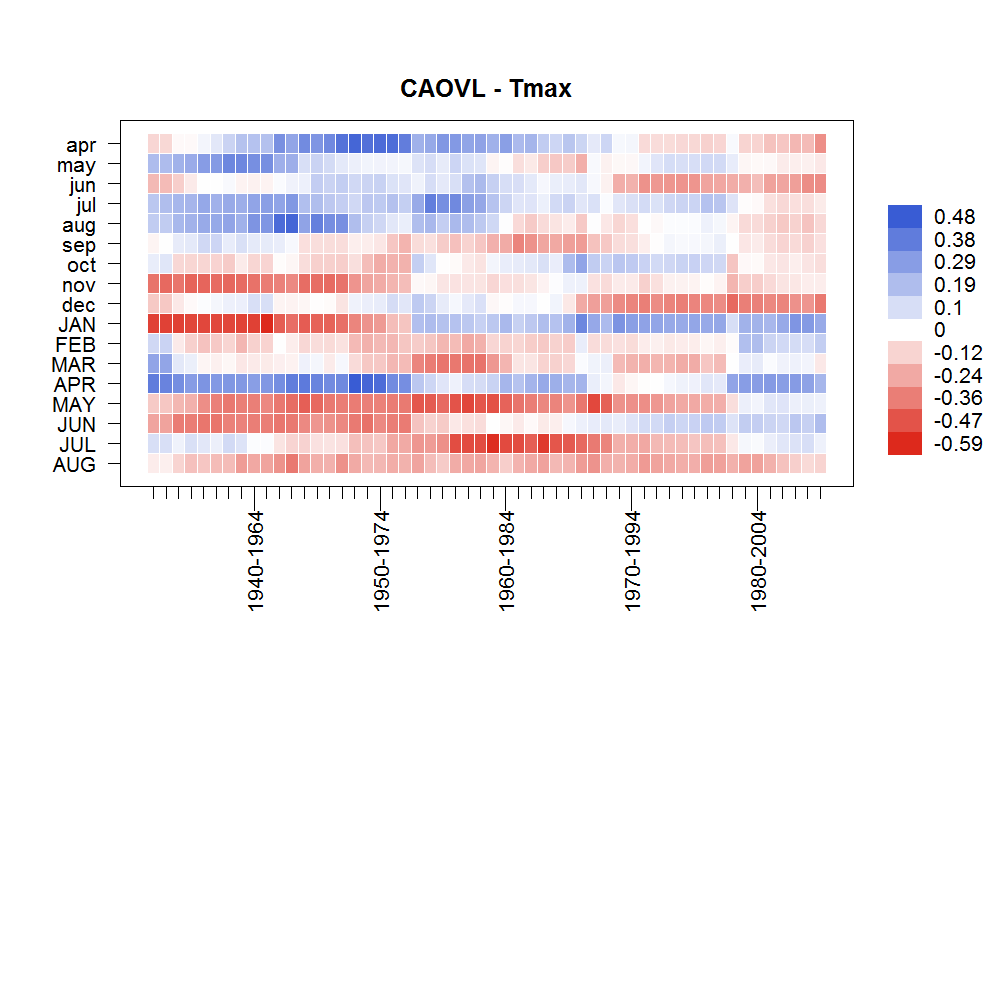 CAOVL - Tmax
apr
may
jun
jul
aug
sep
oct
nov
dec
JAN
FEB
MAR
APR
MAY
JUN
JUL
AUG
1940-1964
1950-1974
1960-1984
1970-1994
1980-2004
0.48
0.38
0.29
0.19
0.1
0
-0.12
-0.24
-0.36
-0.47
-0.59